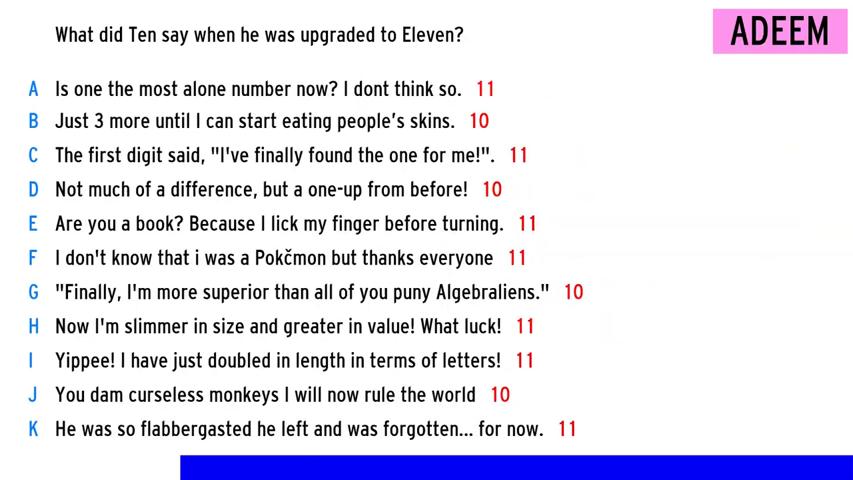 What did Ten say when he was upgraded to Eleven?
ADEEM
A Is one the most alone number now? I dont think so. 11
B Just 3 more until I can start eating people's skins. 10
C The first digit said, "I've finally found the one for me!". 11
D Not much of a difference, but a one-up from before! 10
E Are you a book? Because I lick my finger before turning. 11
F I don't know that i was a Pokčmon but thanks everyone 11
G "Finally, I'm more superior than all of you puny Algebraliens." 10
H Now I'm slimmer in size and greater in value! What luck! 11
I Yippee! I have just doubled in length in terms of letters! 11
J You dam curseless monkeys I will now rule the world 10
K He was so flabbergasted he left and was forgotten... for now. 11